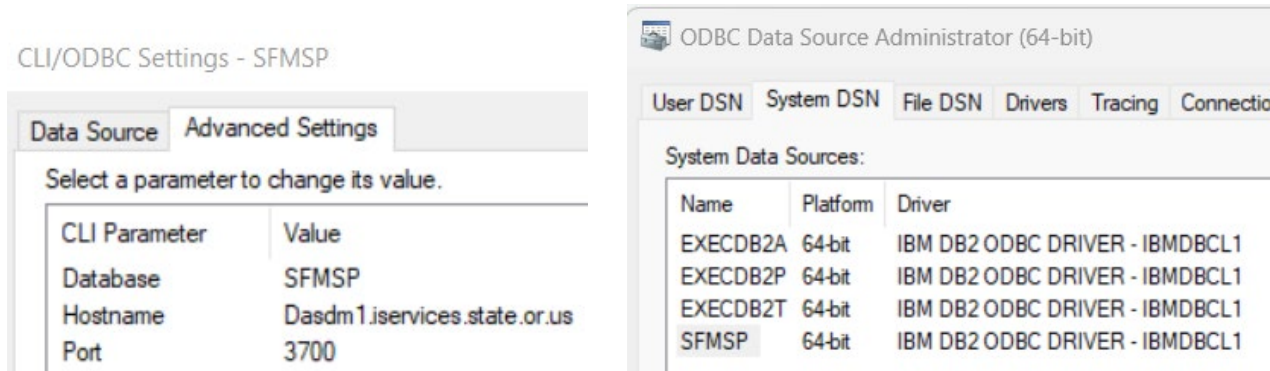 CLI/ODBC Settings - SFMSP
Data Source Advanced Settings
Select a parameter to change its value.
CLI Parameter Value
Database SFMSP
Hostname Dasdm1.iservices.state.or.us
Port 3700
ODBC Data Source Administrator (64-bit)
User DSN System DSN File DSN Drivers Tracing Connectio
System Data Sources:
Name Platform Driver
EXECDB2A 64-bit IBM DB2 ODBC DRIVER - IBMDBCL1
EXECDB2P 64-bit IBM DB2 ODBC DRIVER - IBMDBCL1
EXECDB2T 64-bit IBM DB2 ODBC DRIVER - IBMDBCL1
SFMSP 64-bit IBM DB2 ODBC DRIVER - IBMDBCL1